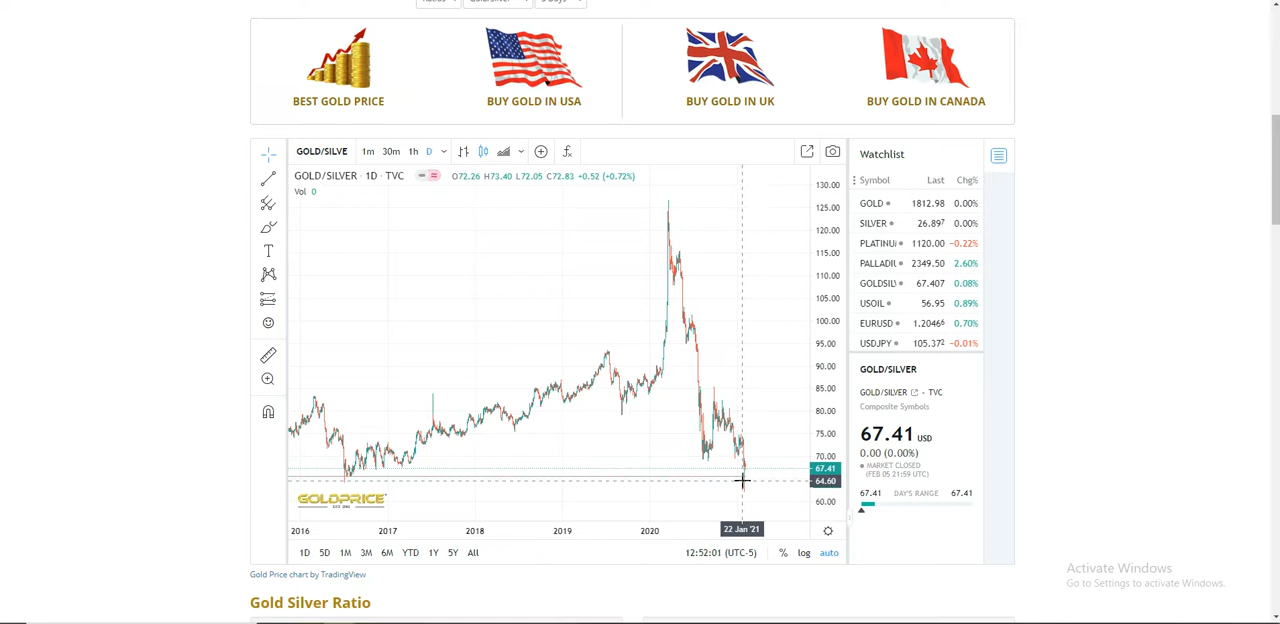 BEST GOLD PRICE
BUY GOLD IN USA
BUY GOLD IN UK
BUY GOLD IN CANADA
GOLD/SILVE 1m 30m 1h D
GOLD/SILVER · 1D · TVC O72.26 H73.40 L72.05 C72.83 +0.52 (+0.72%)
Vol 0
130.00
125.00
120.00
115.00
110.00
105.00
100.00
95.00
90.00
85.00
80.00
75.00
70.00
67.41
64.60
60.00
GOLDPRICE
2016 2017 2018 2019 2020 22 Jan '21
1D 5D 1M 3M 6M YTD 1Y 5Y All 12:52:01 (UTC-5) % log auto
Watchlist
Symbol Last Chg%
GOLD 1812.98 0.00%
SILVER 26.897 0.00%
PLATINU 1120.00 −0.22%
PALLADIU 2349.50 2.60%
GOLDSIL 67.407 0.08%
USOIL 56.95 0.89%
EURUSD 1.20466 0.70%
USDJPY 105.372 −0.01%
GOLD/SILVER
GOLD/SILVER · TVC
Composite Symbols
67.41 USD
0.00 (0.00%)
MARKET CLOSED
(FEB 05 21:59 UTC)
67.41 DAY'S RANGE 67.41
Gold Price chart by TradingView
Gold Silver Ratio
Activate Windows
Go to Settings to activate Windows.